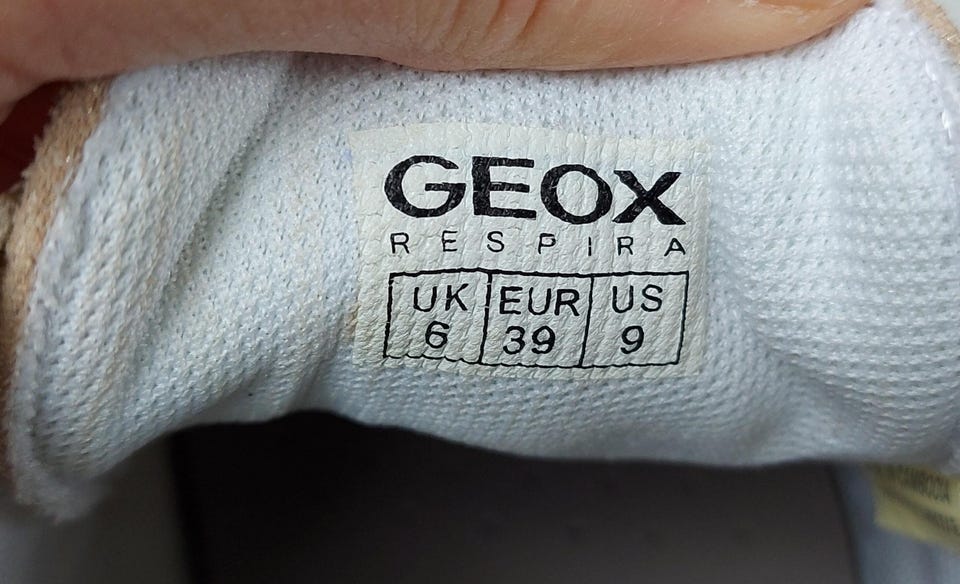 GEOX
RESPIRA
UK EUR US
6 39 9